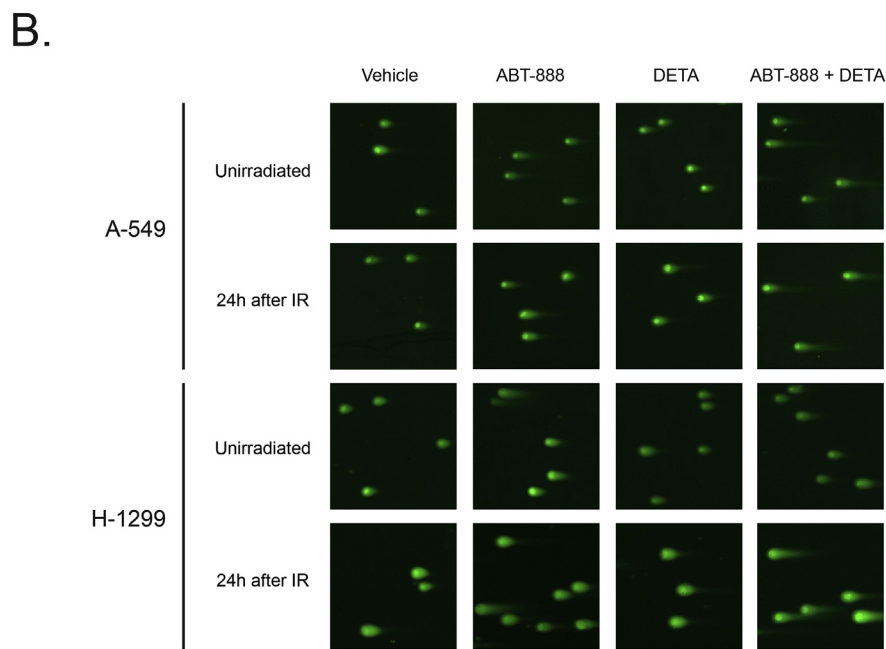 B.
Vehicle ABT-888 DETA ABT-888 + DETA
Unirradiated
A-549
24h after IR
Unirradiated
H-1299
24h after IR